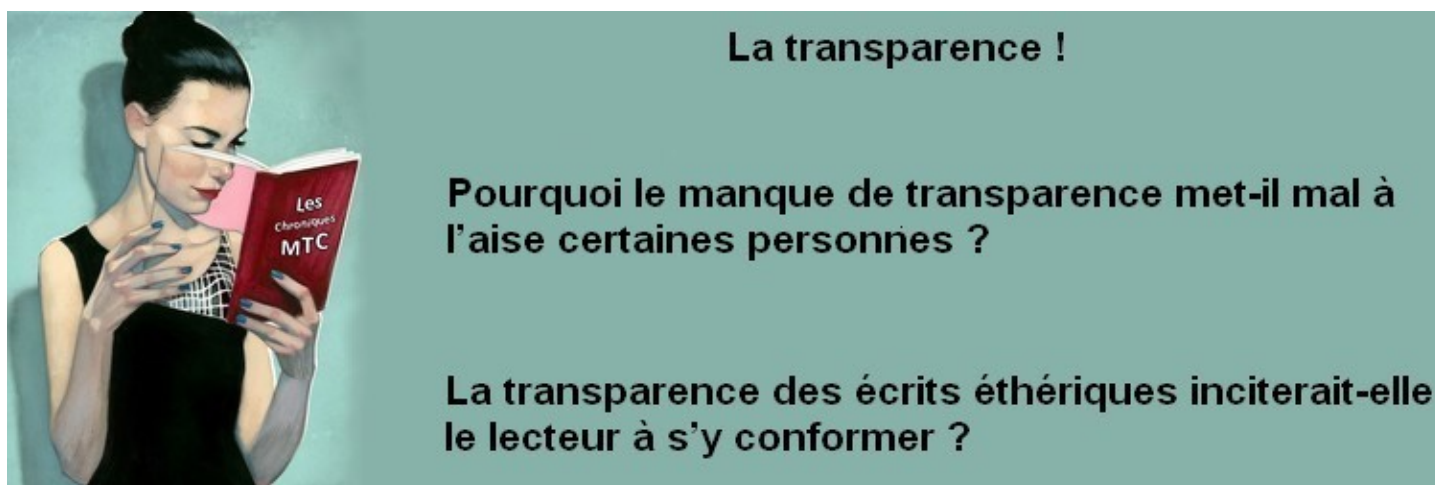 La transparence !
Pourquoi le manque de transparence met-il mal à
l'aise certaines personnes ?
La transparence des écrits éthériques inciterait-elle
le lecteur à s'y conformer ?
Les
Chroniques
MTC